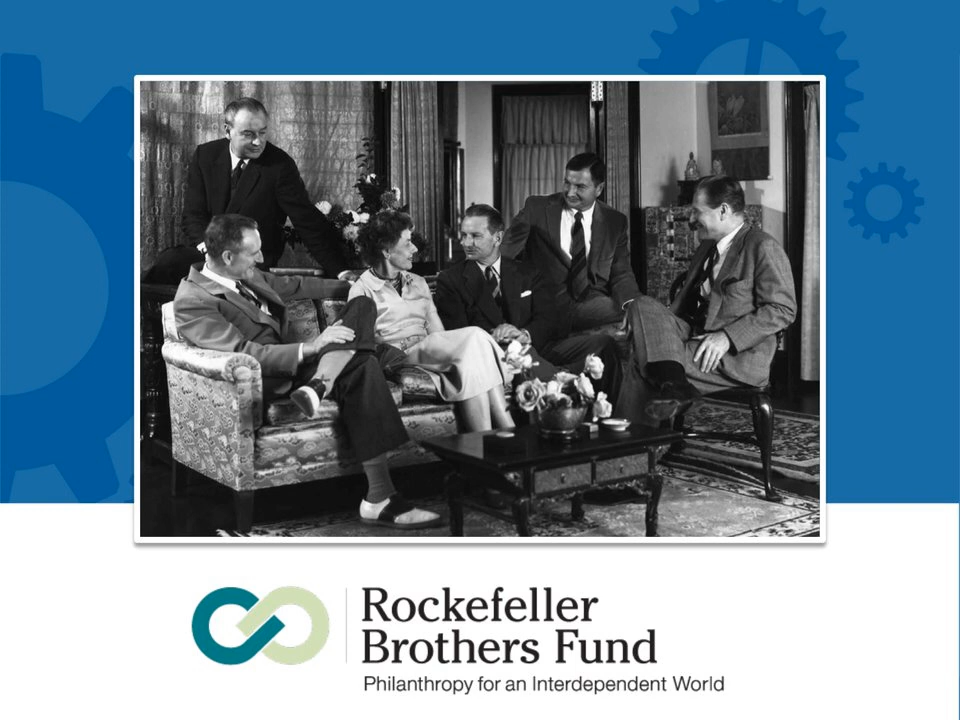 Rockefeller
Brothers Fund
Philanthropy for an Interdependent World